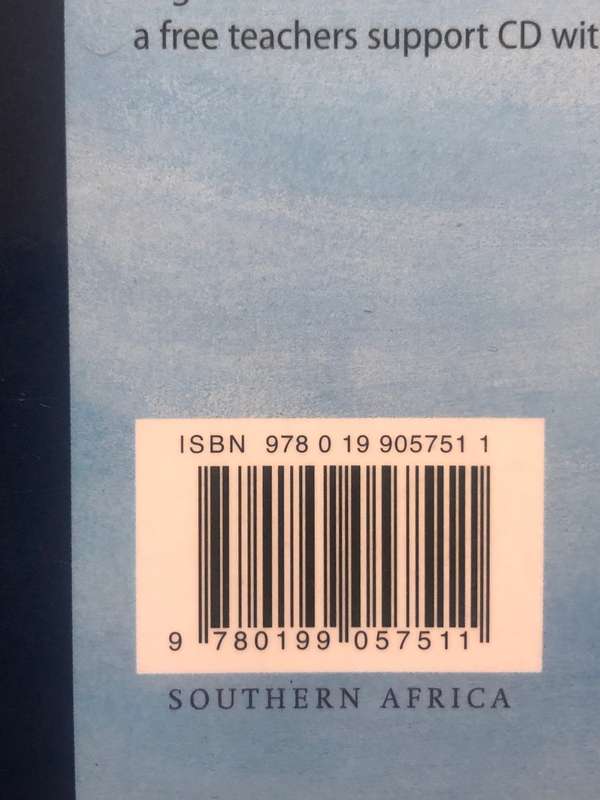 a free teachers support CD wit
ISBN 978 0 19 905751 1
9 780199 057511
SOUTHERN AFRICA